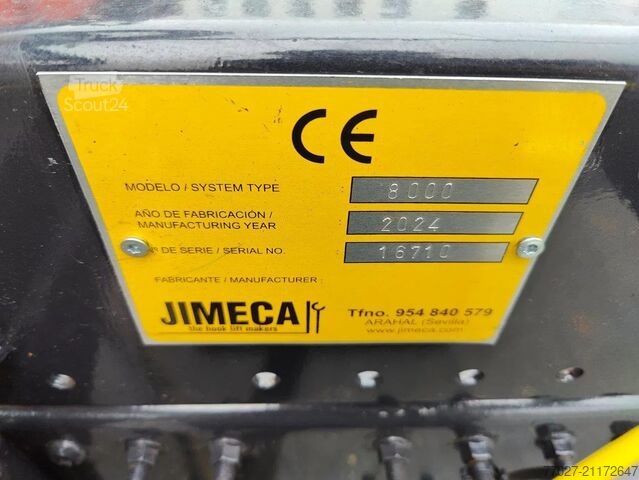 Truck
Scout24
CE
MODELO / SYSTEM TYPE 8000
AÑO DE FABRICACIÓN /
MANUFACTURING YEAR 2024
º DE SERIE / SERIAL NO. 16710
FABRICANTE / MANUFACTURER :
JIMECA
the hook lift makers
Tfno. 954 840 579
ARAHAL (Sevilla)
www.jimeca.com
77027-21172647